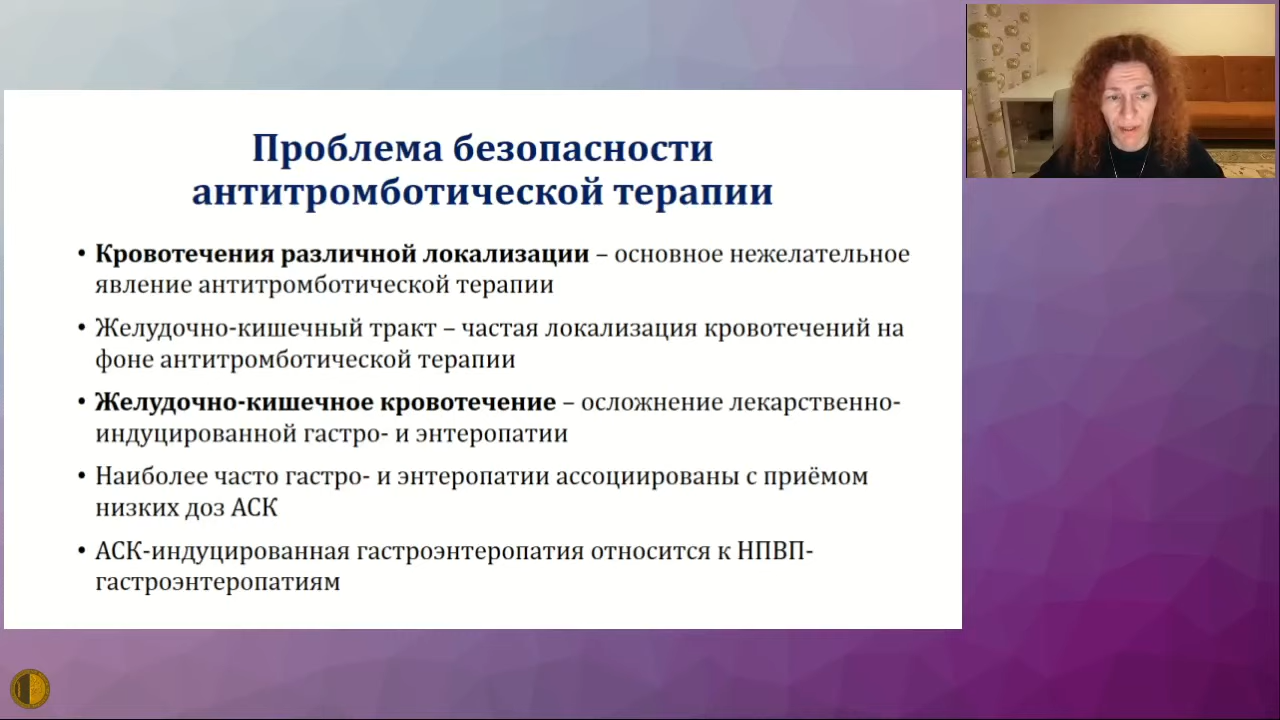 Проблема безопасности
антитромботической терапии
• Кровотечения различной локализации – основное нежелательное
явление антитромботической терапии
• Желудочно-кишечный тракт – частая локализация кровотечений на
фоне антитромботической терапии
• Желудочно-кишечное кровотечение – осложнение лекарственно-
индуцированной гастро- и энтеропатии
• Наиболее часто гастро- и энтеропатии ассоциированы с приёмом
низких доз АСК
• АСК-индуцированная гастроэнтеропатия относится к НПВП-
гастроэнтеропатиям